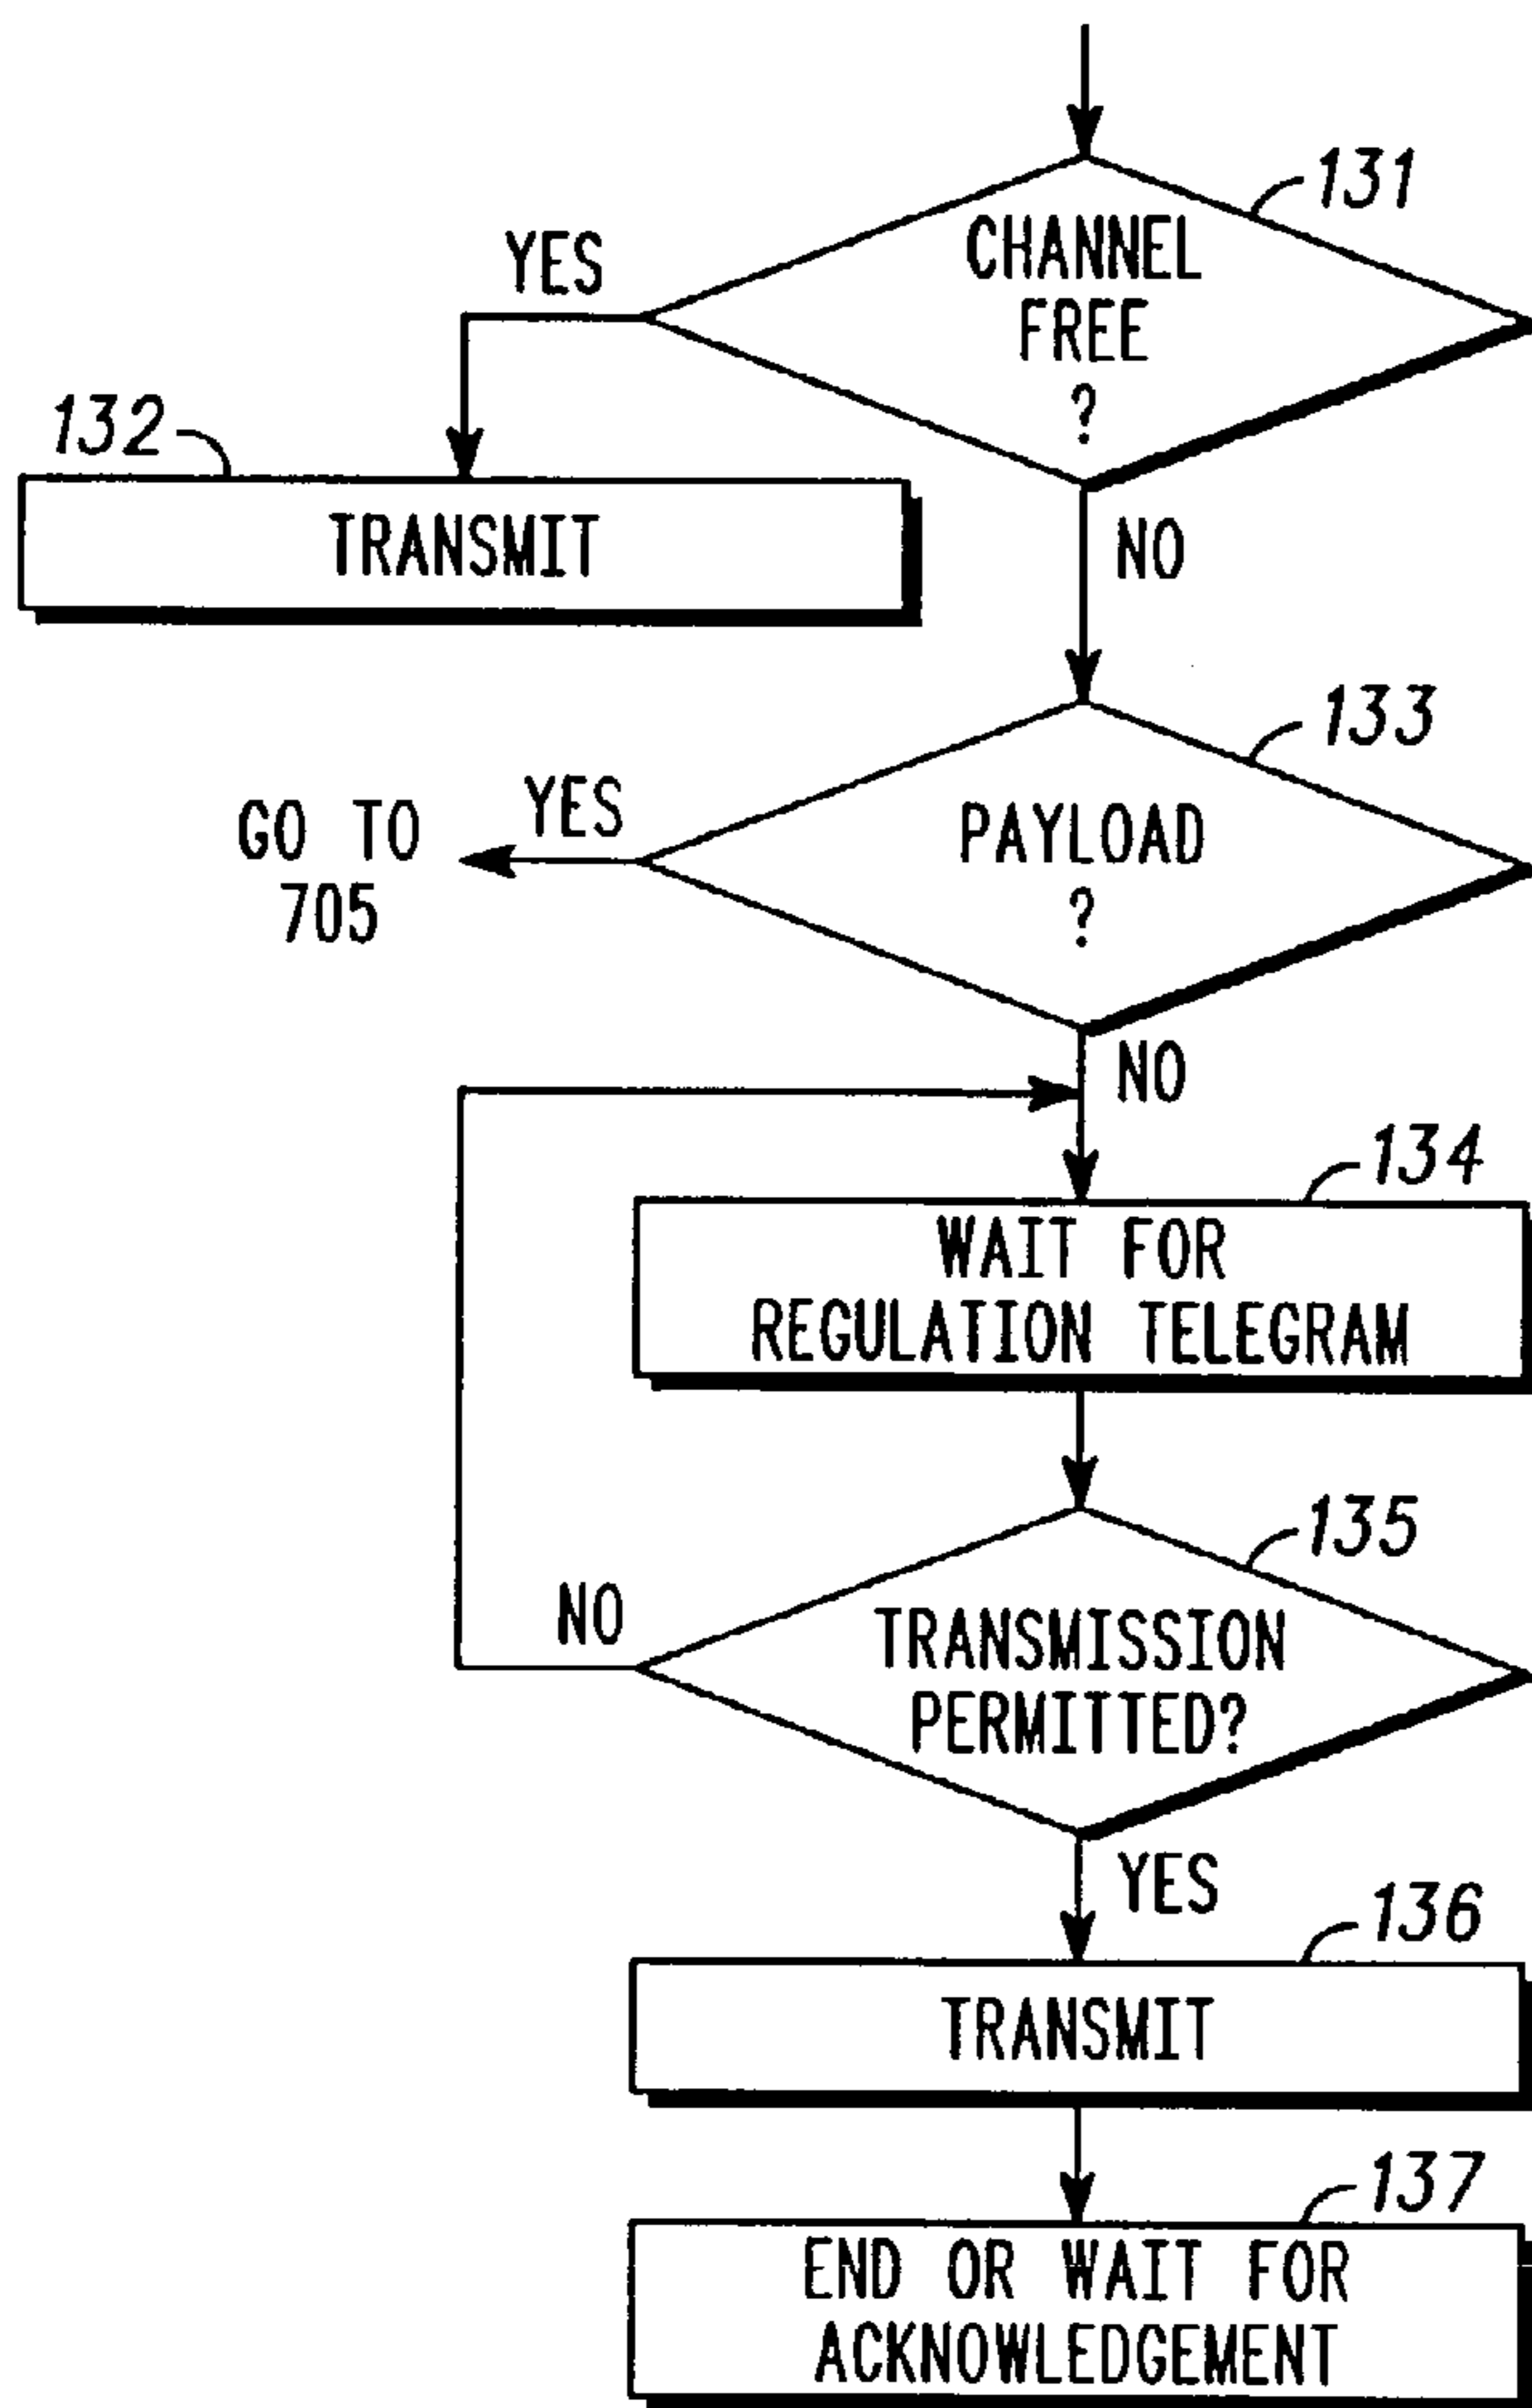 131
CHANNEL
FREE
?
YES
132
TRANSMIT
NO
133
PAYLOAD
?
YES
GO TO
705
NO
134
WAIT FOR
REGULATION TELEGRAM
135
TRANSMISSION
PERMITTED?
NO
YES
136
TRANSMIT
137
END OR WAIT FOR
ACKNOWLEDGEMENT